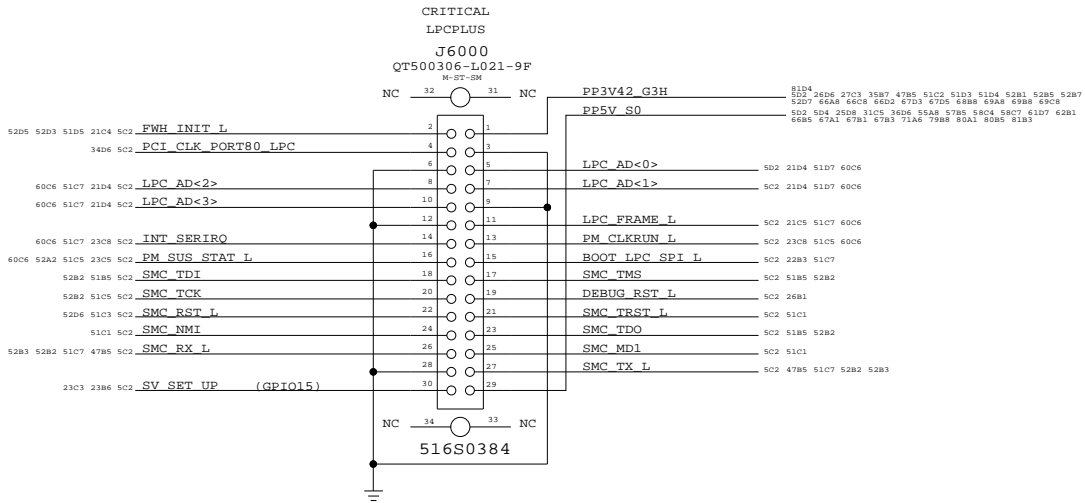 CRITICAL
LPCPLUS
J6000
QT500306-L021-9F
M-ST-SM
NC 32 31 NC
PP3V42_G3H
81D4
5D2 26D6 27C3 35B7 47B5 51C2 51D3 51D4 52B1 52B5 52B7
52D7 66A8 66C8 66D2 67D3 67D5 68B8 69A8 69B8 69C8
PP5V_S0
5D2 5D4 25D8 31C5 36D6 55A8 57B5 58C4 58C7 61D7 62B1
66B5 67A1 67B1 67B3 71A6 79B8 80A1 80B5 81B3
52D5 52D3 51D5 21C4 5C2 FWH_INIT_L 2 1
34D6 5C2 PCI_CLK_PORT80_LPC 4 3
6 5 LPC_AD<0> 5D2 21D4 51D7 60C6
60C6 51C7 21D4 5C2 LPC_AD<2> 8 7 LPC_AD<1> 5C2 21D4 51D7 60C6
60C6 51C7 21D4 5C2 LPC_AD<3> 10 9
12 11 LPC_FRAME_L 5C2 21C5 51C7 60C6
60C6 51C7 23C8 5C2 INT_SERIRQ 14 13 PM_CLKRUN_L 5C2 23C8 51C5 60C6
60C6 52A2 51C5 23C5 5C2 PM_SUS_STAT_L 16 15 BOOT_LPC_SPI_L 5C2 22B3 51C7
52B2 51B5 5C2 SMC_TDI 18 17 SMC_TMS 5C2 51B5 52B2
52B2 51C5 5C2 SMC_TCK 20 19 DEBUG_RST_L 5C2 26B1
52D6 51C3 5C2 SMC_RST_L 22 21 SMC_TRST_L 5C2 51C1
51C1 5C2 SMC_NMI 24 23 SMC_TDO 5C2 51B5 52B2
52B3 52B2 51C7 47B5 5C2 SMC_RX_L 26 25 SMC_MD1 5C2 51C1
28 27 SMC_TX_L 5C2 47B5 51C7 52B2 52B3
23C3 23B6 5C2 SV_SET_UP (GPIO15) 30 29
NC 34 33 NC
516S0384